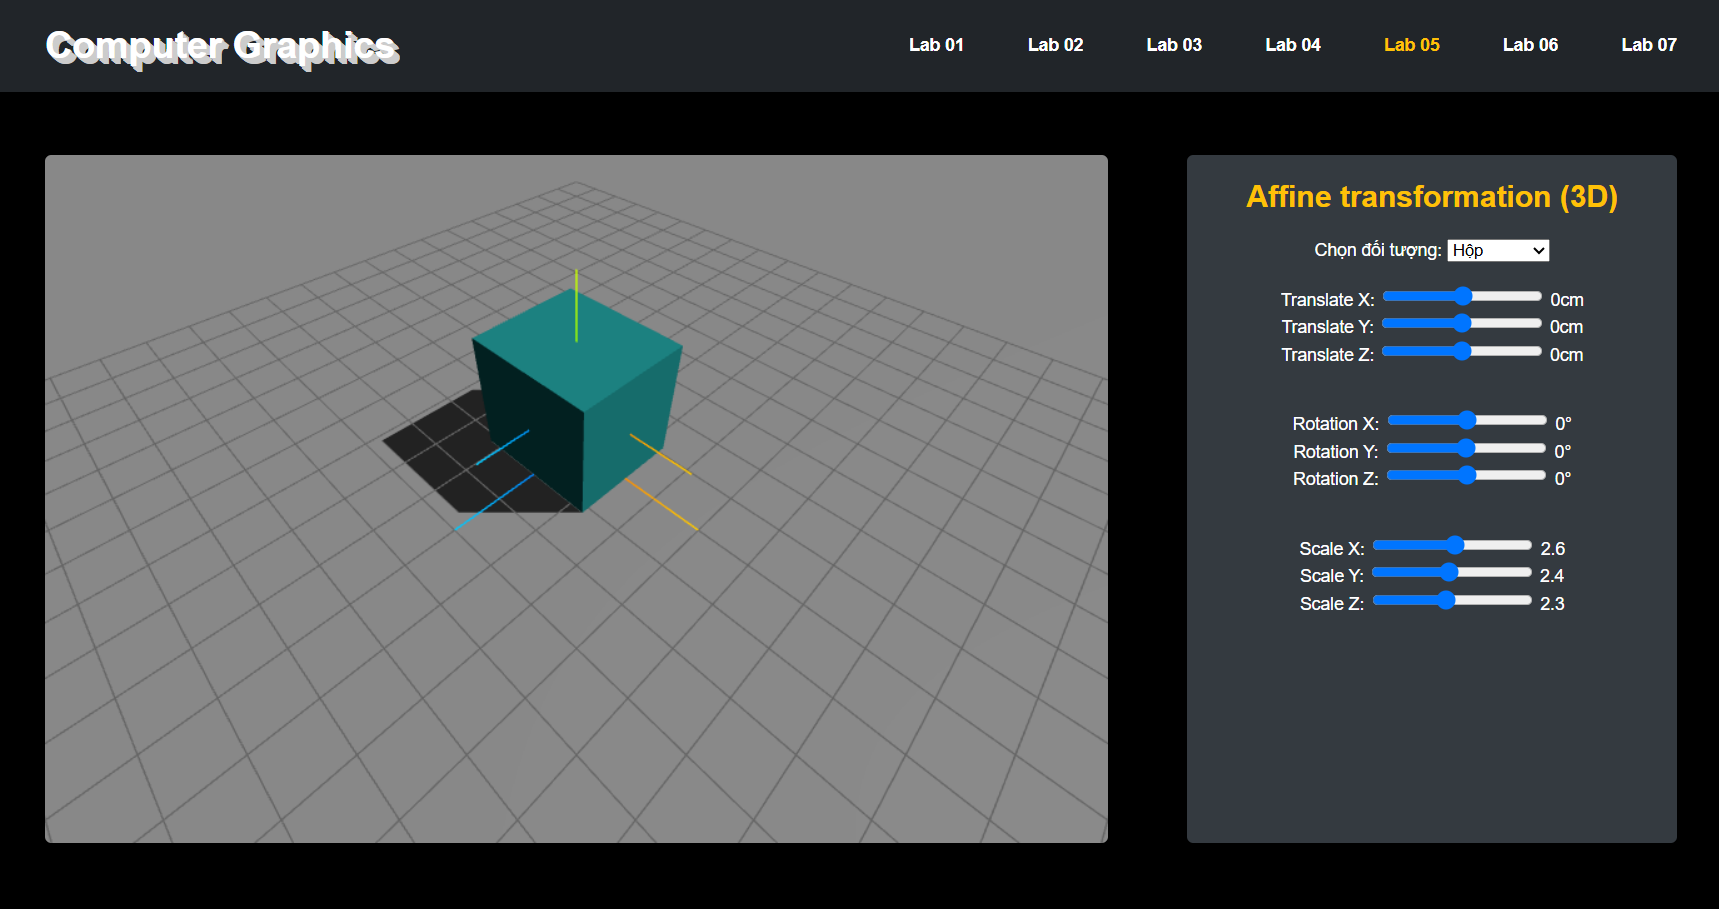 Computer Graphics
Lab 01 Lab 02 Lab 03 Lab 04 Lab 05 Lab 06 Lab 07
Affine transformation (3D)
Chọn đối tượng: Hộp
Translate X: 0cm
Translate Y: 0cm
Translate Z: 0cm
Rotation X: 0°
Rotation Y: 0°
Rotation Z: 0°
Scale X: 2.6
Scale Y: 2.4
Scale Z: 2.3